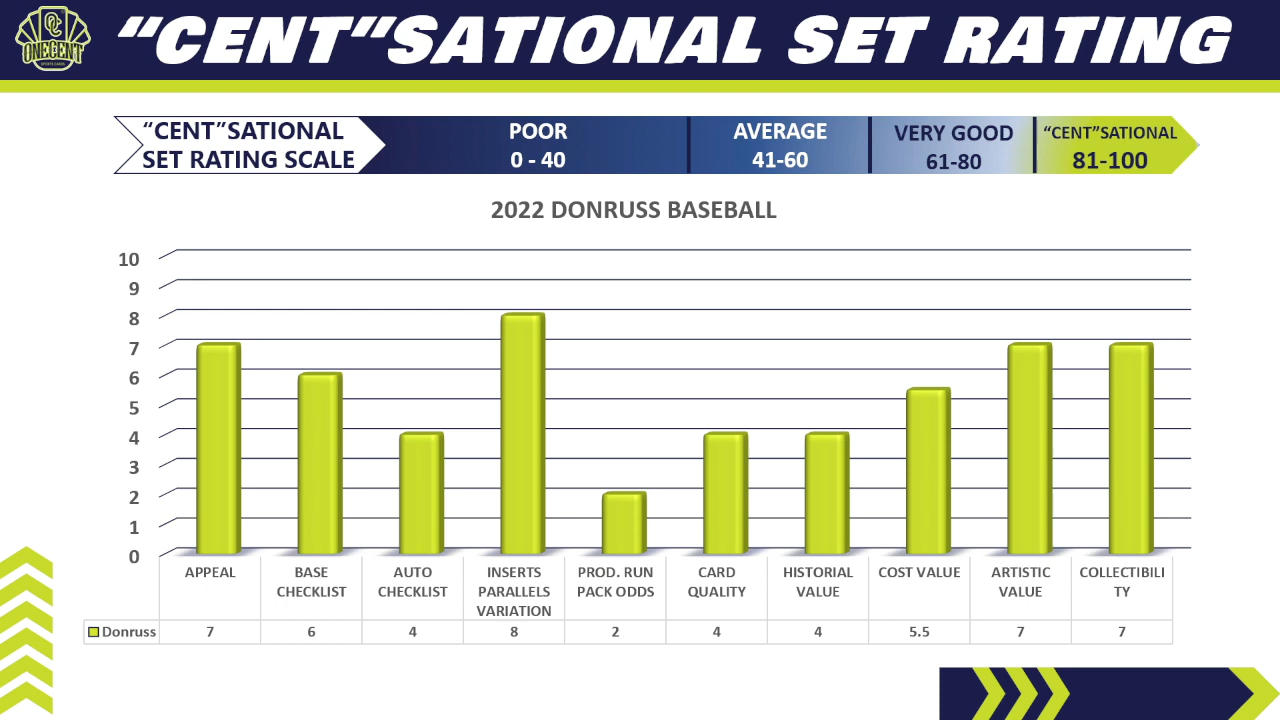 OC
ONECENT
SPORTS CARDS
“CENT”SATIONAL SET RATING
“CENT”SATIONAL
SET RATING SCALE
POOR
0 - 40
AVERAGE
41-60
VERY GOOD
61-80
“CENT”SATIONAL
81-100
2022 DONRUSS BASEBALL
10
9
8
7
6
5
4
3
2
1
0
APPEAL
BASE
CHECKLIST
AUTO
CHECKLIST
INSERTS
PARALLELS
VARIATION
PROD. RUN
PACK ODDS
CARD
QUALITY
HISTORIAL
VALUE
COST VALUE
ARTISTIC
VALUE
COLLECTIBILI
TY
Donruss 7 6 4 8 2 4 4 5.5 7 7